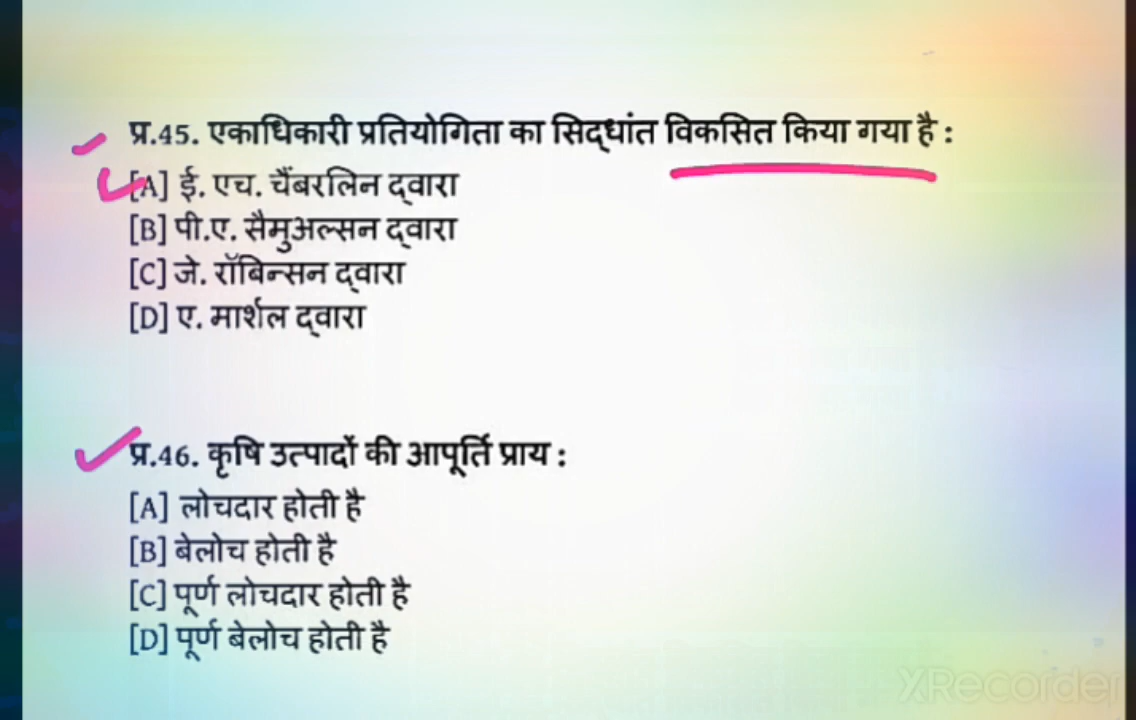 प्र.45. एकाधिकारी प्रतियोगिता का सिद्धांत विकसित किया गया है :
[A] ई. एच. चैंबरलिन द्वारा
[B] पी.ए. सैमुअल्सन द्वारा
[C] जे. रॉबिन्सन द्वारा
[D] ए. मार्शल द्वारा
प्र.46. कृषि उत्पादों की आपूर्ति प्राय :
[A] लोचदार होती है
[B] बेलोच होती है
[C] पूर्ण लोचदार होती है
[D] पूर्ण बेलोच होती है
XRecorder